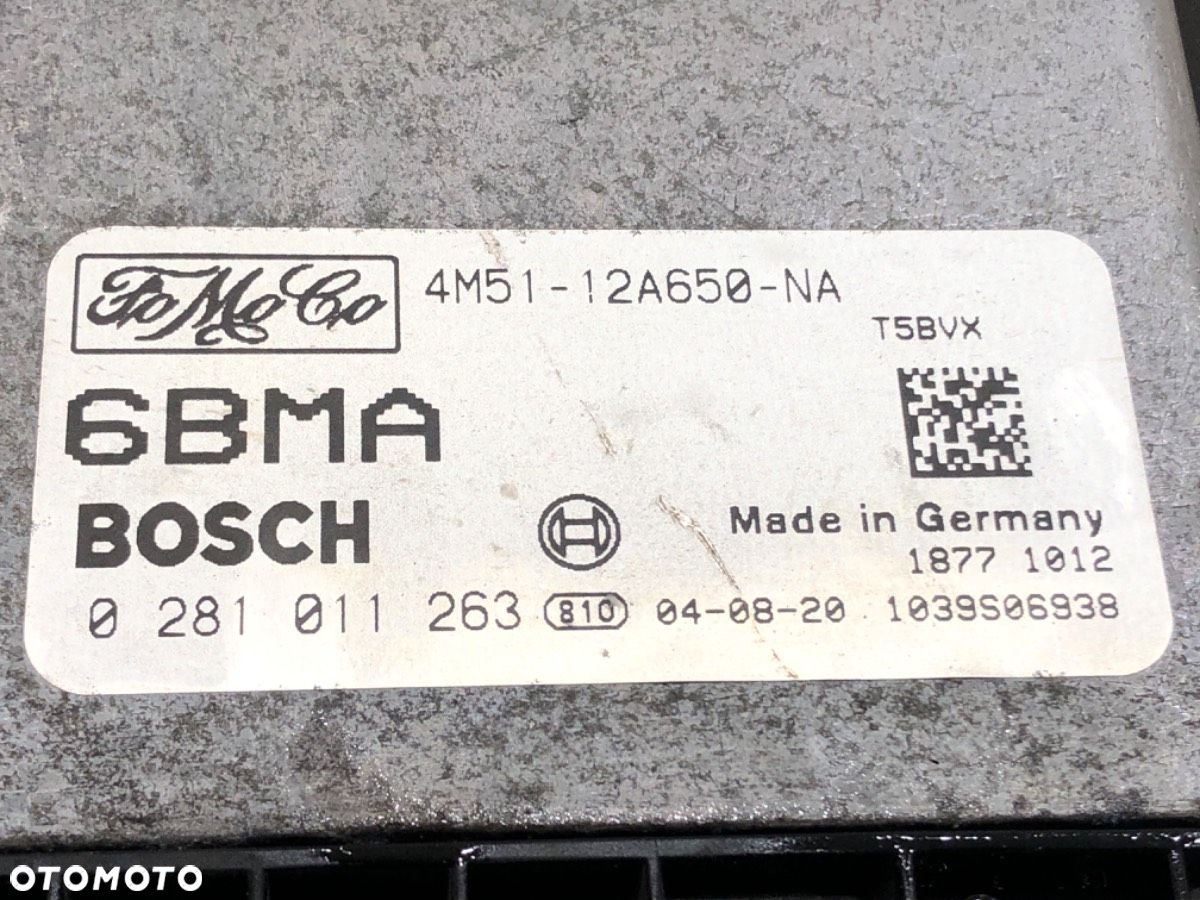 FoMoCo
4M51-12A650-NA
T5BVX
6BMA
BOSCH
Made in Germany
1877 1012
0 281 011 263 810 04-08-20 1039S06938
OTOMOTO